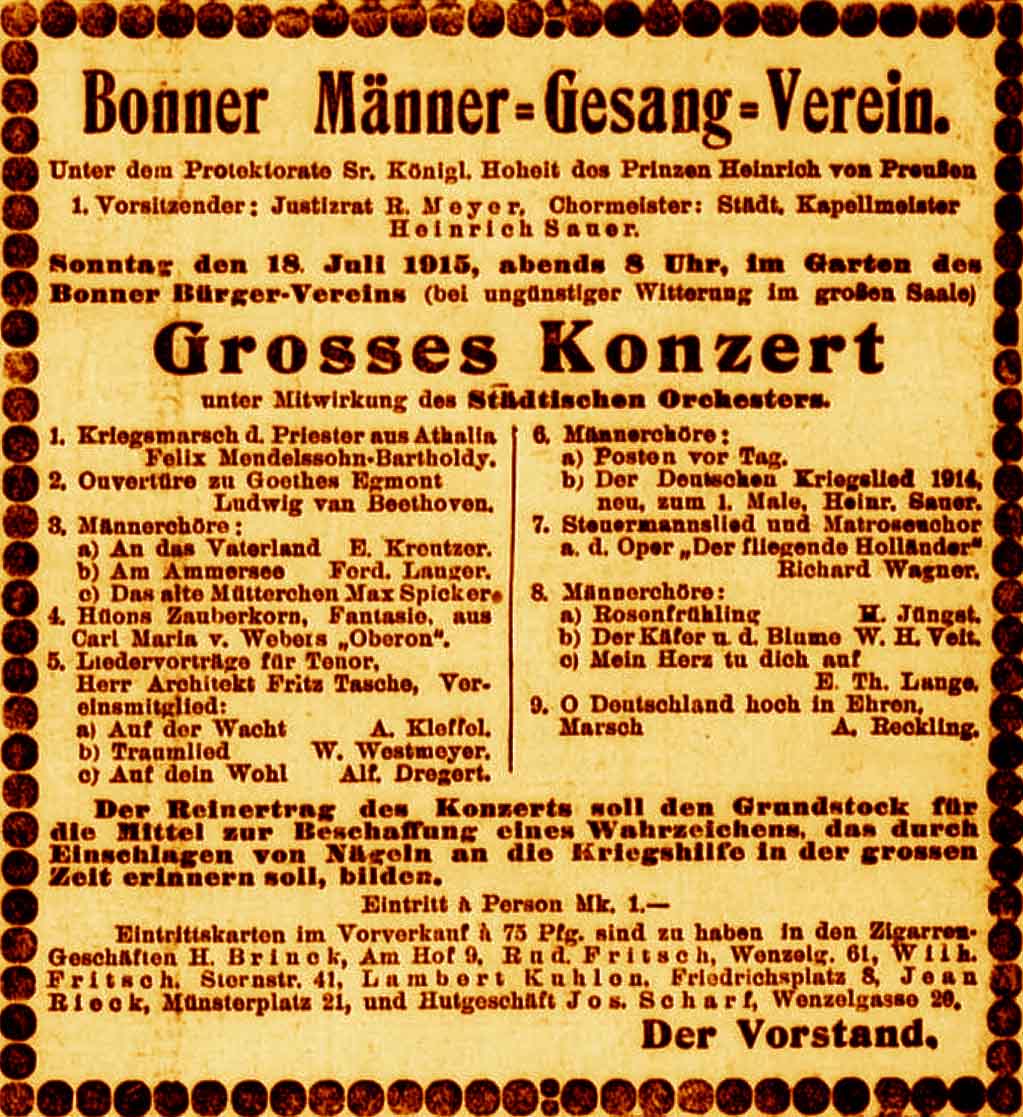 Bonner Männer=Gesang=Verein.
Unter dem Protektorate Sr. Königl. Hoheit des Prinzen Heinrich von Preußen
1. Vorsitzender: Justizrat R. Meyer, Chormeister: Städt. Kapellmeister
Heinrich Sauer.
Sonntag den 18. Juli 1915, abends 8 Uhr, im Garten des
Bonner Bürger-Vereins (bei ungünstiger Witterung im großen Saale)
Grosses Konzert
unter Mitwirkung des Städtischen Orchesters.
1. Kriegsmarsch d. Priester aus Athalia
Felix Mendelssohn-Bartholdy.
2. Ouvertüre zu Goethes Egmont
Ludwig van Beethoven.
3. Männerchöre:
a) An das Vaterland E. Kreutzer.
b) Am Ammersee Ferd. Langer.
c) Das alte Mütterchen Max Spicker.
4. Hüons Zauberkorn, Fantasie, aus
Carl Maria v. Webers „Oberon“.
5. Liedervorträge für Tenor,
Herr Architekt Fritz Tasche, Ver-
einsmitglied:
a) Auf der Wacht A. Kleffel.
b) Traumlied W. Westmeyer.
c) Auf dein Wohl Alf. Dregert.
6. Männerchöre:
a) Posten vor Tag.
b) Der Deutschen Kriegslied 1914,
neu, zum 1. Male, Heinr. Sauer.
7. Steuermannslied und Matrosenchor
a. d. Oper „Der fliegende Holländer“
Richard Wagner.
8. Männerchöre:
a) Rosenfrühling H. Jüngst.
b) Der Käfer u. d. Blume W. H. Veit.
c) Mein Herz tu dich auf
E. Th. Lange.
9. O Deutschland hoch in Ehren,
Marsch A. Reckling.
Der Reinertrag des Konzerts soll den Grundstock für
die Mittel zur Beschaffung eines Wahrzeichens, das durch
Einschlagen von Nägeln an die Kriegshilfe in der grossen
Zeit erinnern soll, bilden.
Eintritt à Person Mk. 1.—
Eintrittskarten im Vorverkauf à 75 Pfg. sind zu haben in den Zigarren-
Geschäften H. Brinck, Am Hof 9, Rud. Fritsch, Wenzelg. 61, Wilh.
Fritsch, Sternstr. 41, Lambert Kuhlen, Friedrichsplatz 8, Jean
Rieck, Münsterplatz 21, und Hutgeschäft Jos. Scharf, Wenzelgasse 20.
Der Vorstand.